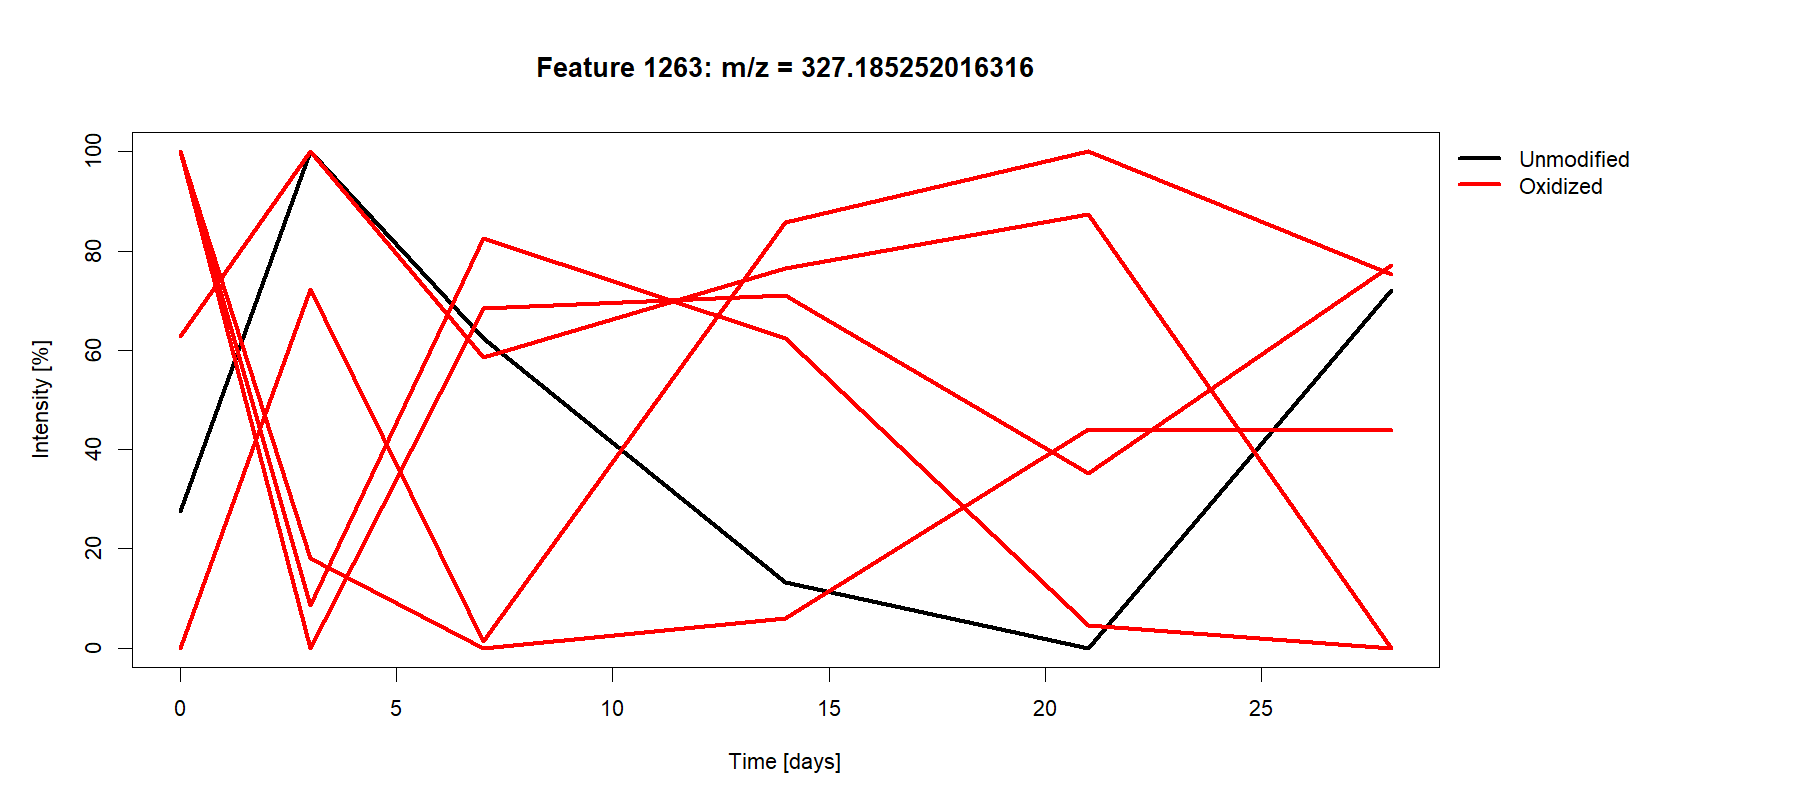 Feature 1263: m/z = 327.185252016316
Unmodified
Oxidized
Intensity [%]
100
80
60
40
20
0
0 5 10 15 20 25
Time [days]